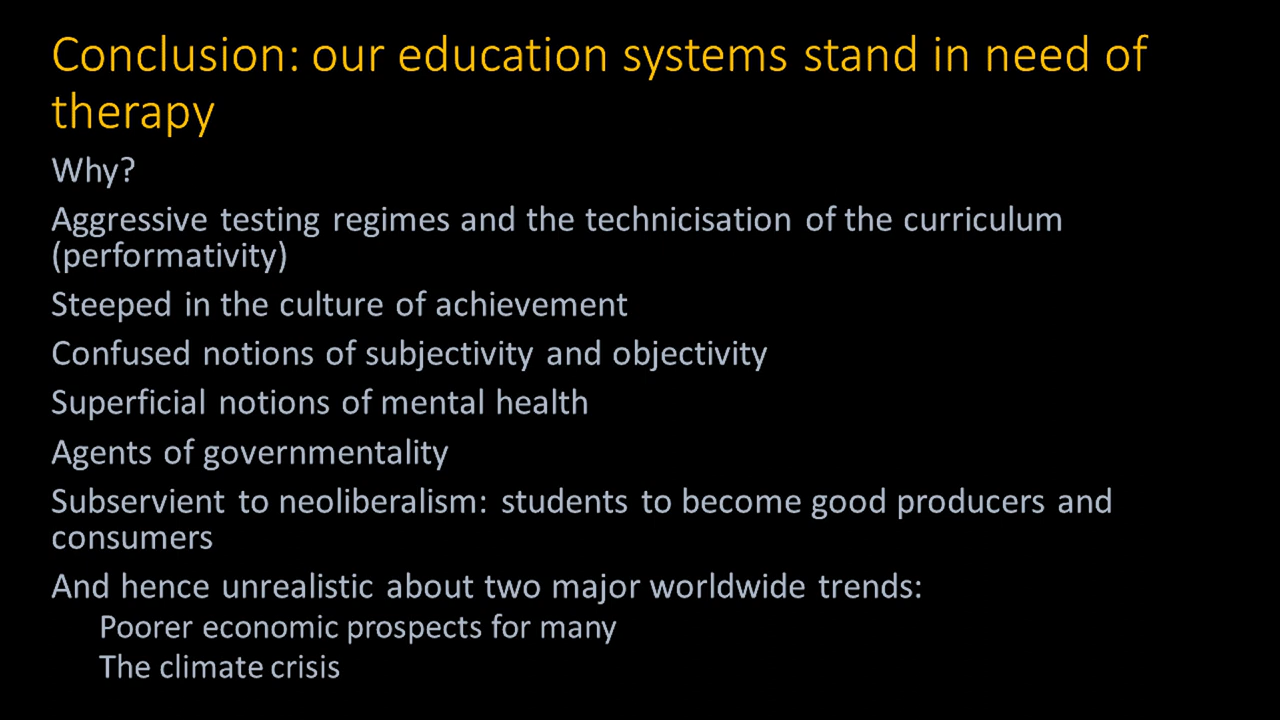 Conclusion: our education systems stand in need of
therapy
Why?
Aggressive testing regimes and the technicisation of the curriculum
(performativity)
Steeped in the culture of achievement
Confused notions of subjectivity and objectivity
Superficial notions of mental health
Agents of governmentality
Subservient to neoliberalism: students to become good producers and
consumers
And hence unrealistic about two major worldwide trends:
Poorer economic prospects for many
The climate crisis